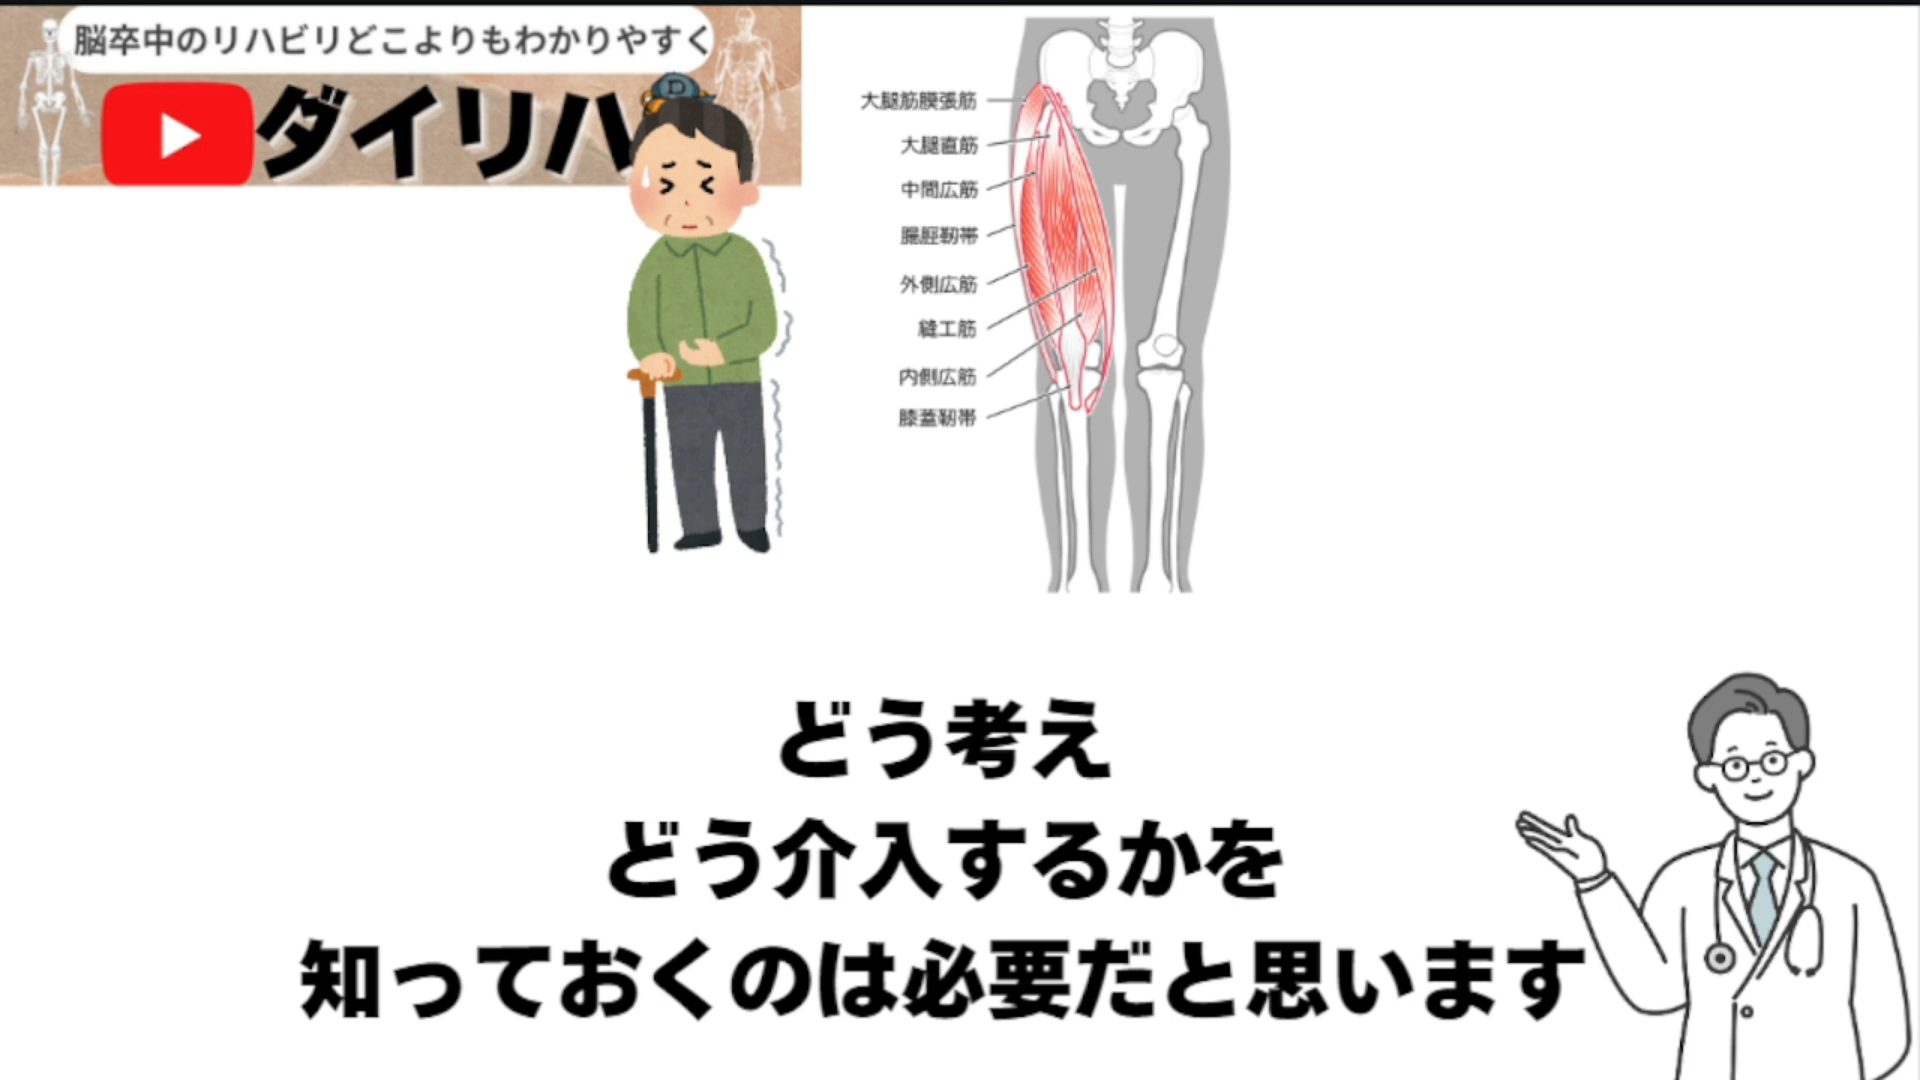 脳卒中のリハビリどこよりもわかりやすく
ダイリハ
D
大腿筋膜張筋
大腿直筋
中間広筋
腸脛靭帯
外側広筋
縫工筋
内側広筋
膝蓋靭帯
どう考え
どう介入するかを
知っておくのは必要だと思います